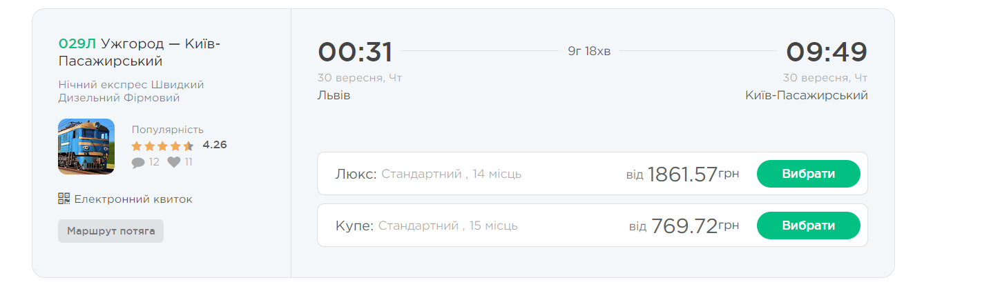 029Л Ужгород — Київ-
Пасажирський
Нічний експрес Швидкий
Дизельний Фірмовий
Популярність
4.26
12 11
Електронний квиток
Маршрут потяга
00:31 9г 18хв 09:49
30 вересня, Чт 30 вересня, Чт
Львів Київ-Пасажирський
Люкс: Стандартний , 14 місць від 1861.57грн Вибрати
Купе: Стандартний , 15 місць від 769.72грн Вибрати